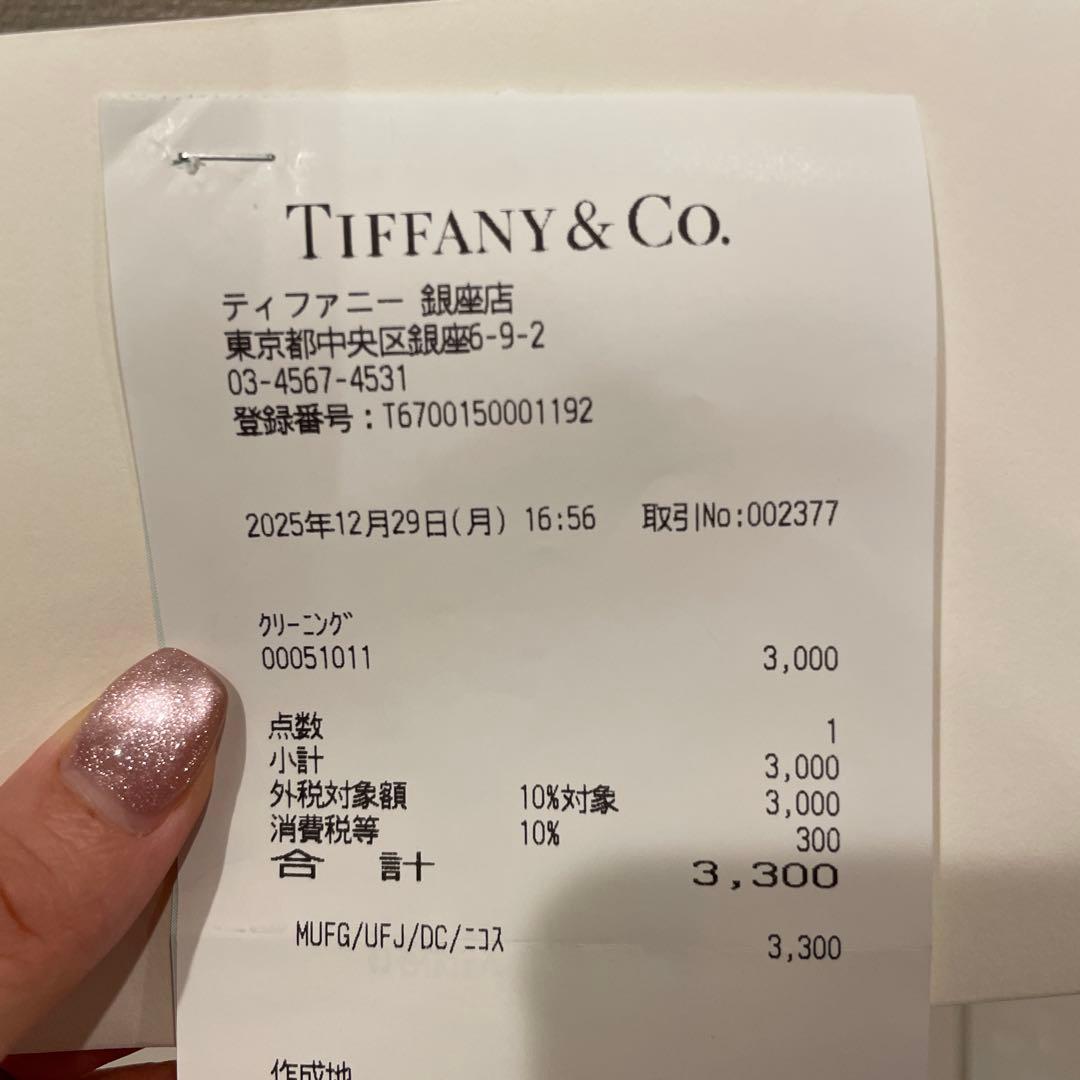 TIFFANY & CO.
ティファニー 銀座店
東京都中央区銀座6-9-2
03-4567-4531
登録番号：T6700150001192
2025年12月29日(月) 16:56 取引No:002377
ｸﾘｰﾆﾝｸﾞ
00051011 3,000
点数 1
小計 3,000
外税対象額 10%対象 3,000
消費税等 10% 300
合 計 3,300
MUFG/UFJ/DC/ﾆｺｽ 3,300
作成地